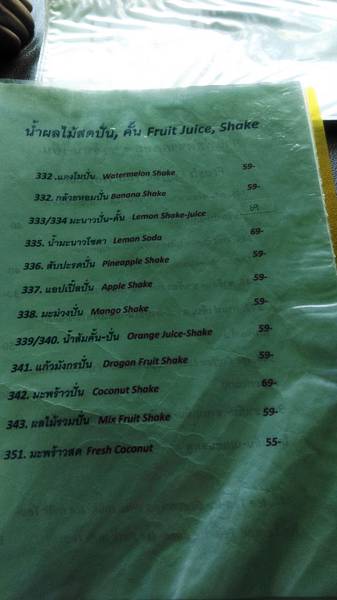 น้ำผลไม้สดปั่น, คั้น Fruit Juice, Shake
332 .แตงโมปั่น Watermelon Shake 59-
332. กล้วยหอมปั่น Banana Shake 59-
333/334 มะนาวปั่น-คั้น Lemon Shake-Juice 69-
335. น้ำมะนาวโซดา Lemon Soda 69-
336. สับปะรดปั่น Pineapple Shake 59-
337. แอปเปิ้ลปั่น Apple Shake 59-
338. มะม่วงปั่น Mango Shake 59-
339/340. น้ำส้มคั้น-ปั่น Orange Juice-Shake 59-
341. แก้วมังกรปั่น Dragon Fruit Shake 59-
342. มะพร้าวปั่น Coconut Shake 69-
343. ผลไม้รวมปั่น Mix Fruit Shake 59-
351. มะพร้าวสด Fresh Coconut 55-